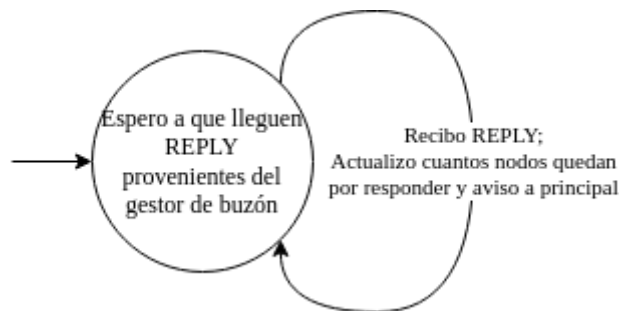 Espero a que lleguen
REPLY
provenientes del
gestor de buzón
Recibo REPLY;
Actualizo cuantos nodos quedan
por responder y aviso a principal